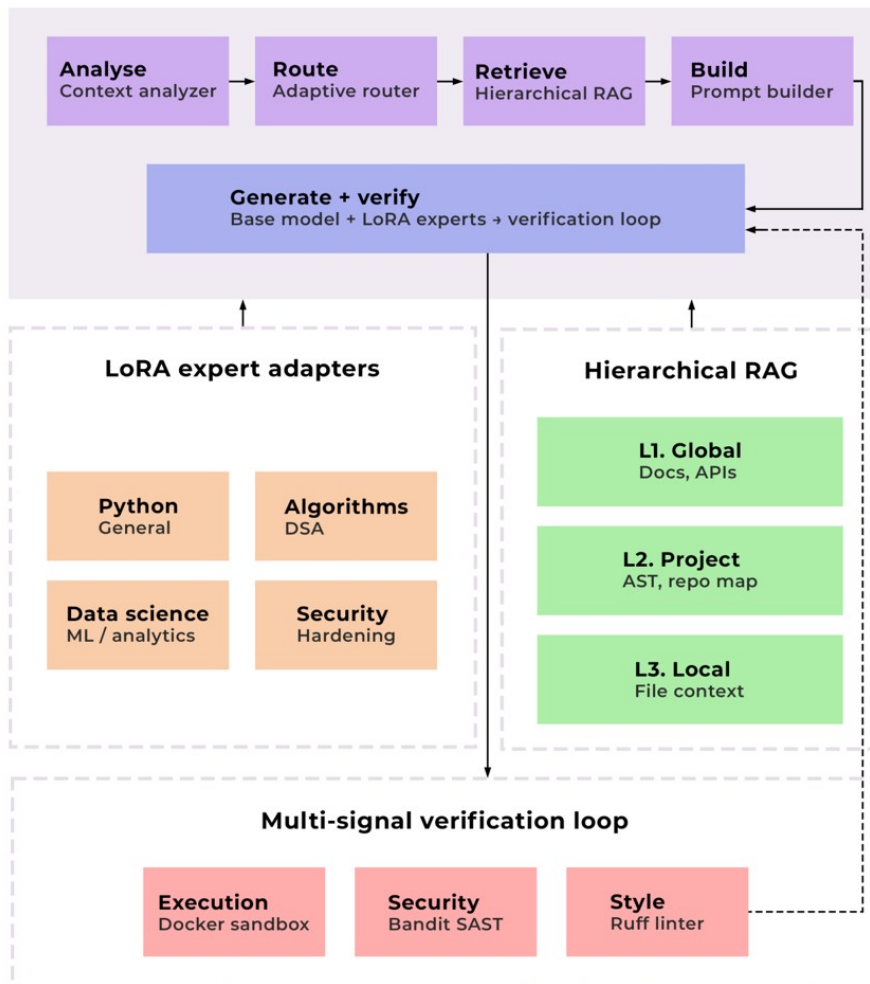 Analyse
Context analyzer
Route
Adaptive router
Retrieve
Hierarchical RAG
Build
Prompt builder
Generate + verify
Base model + LoRA experts → verification loop
LoRA expert adapters
Python
General
Algorithms
DSA
Data science
ML / analytics
Security
Hardening
Hierarchical RAG
L1. Global
Docs, APIs
L2. Project
AST, repo map
L3. Local
File context
Multi-signal verification loop
Execution
Docker sandbox
Security
Bandit SAST
Style
Ruff linter